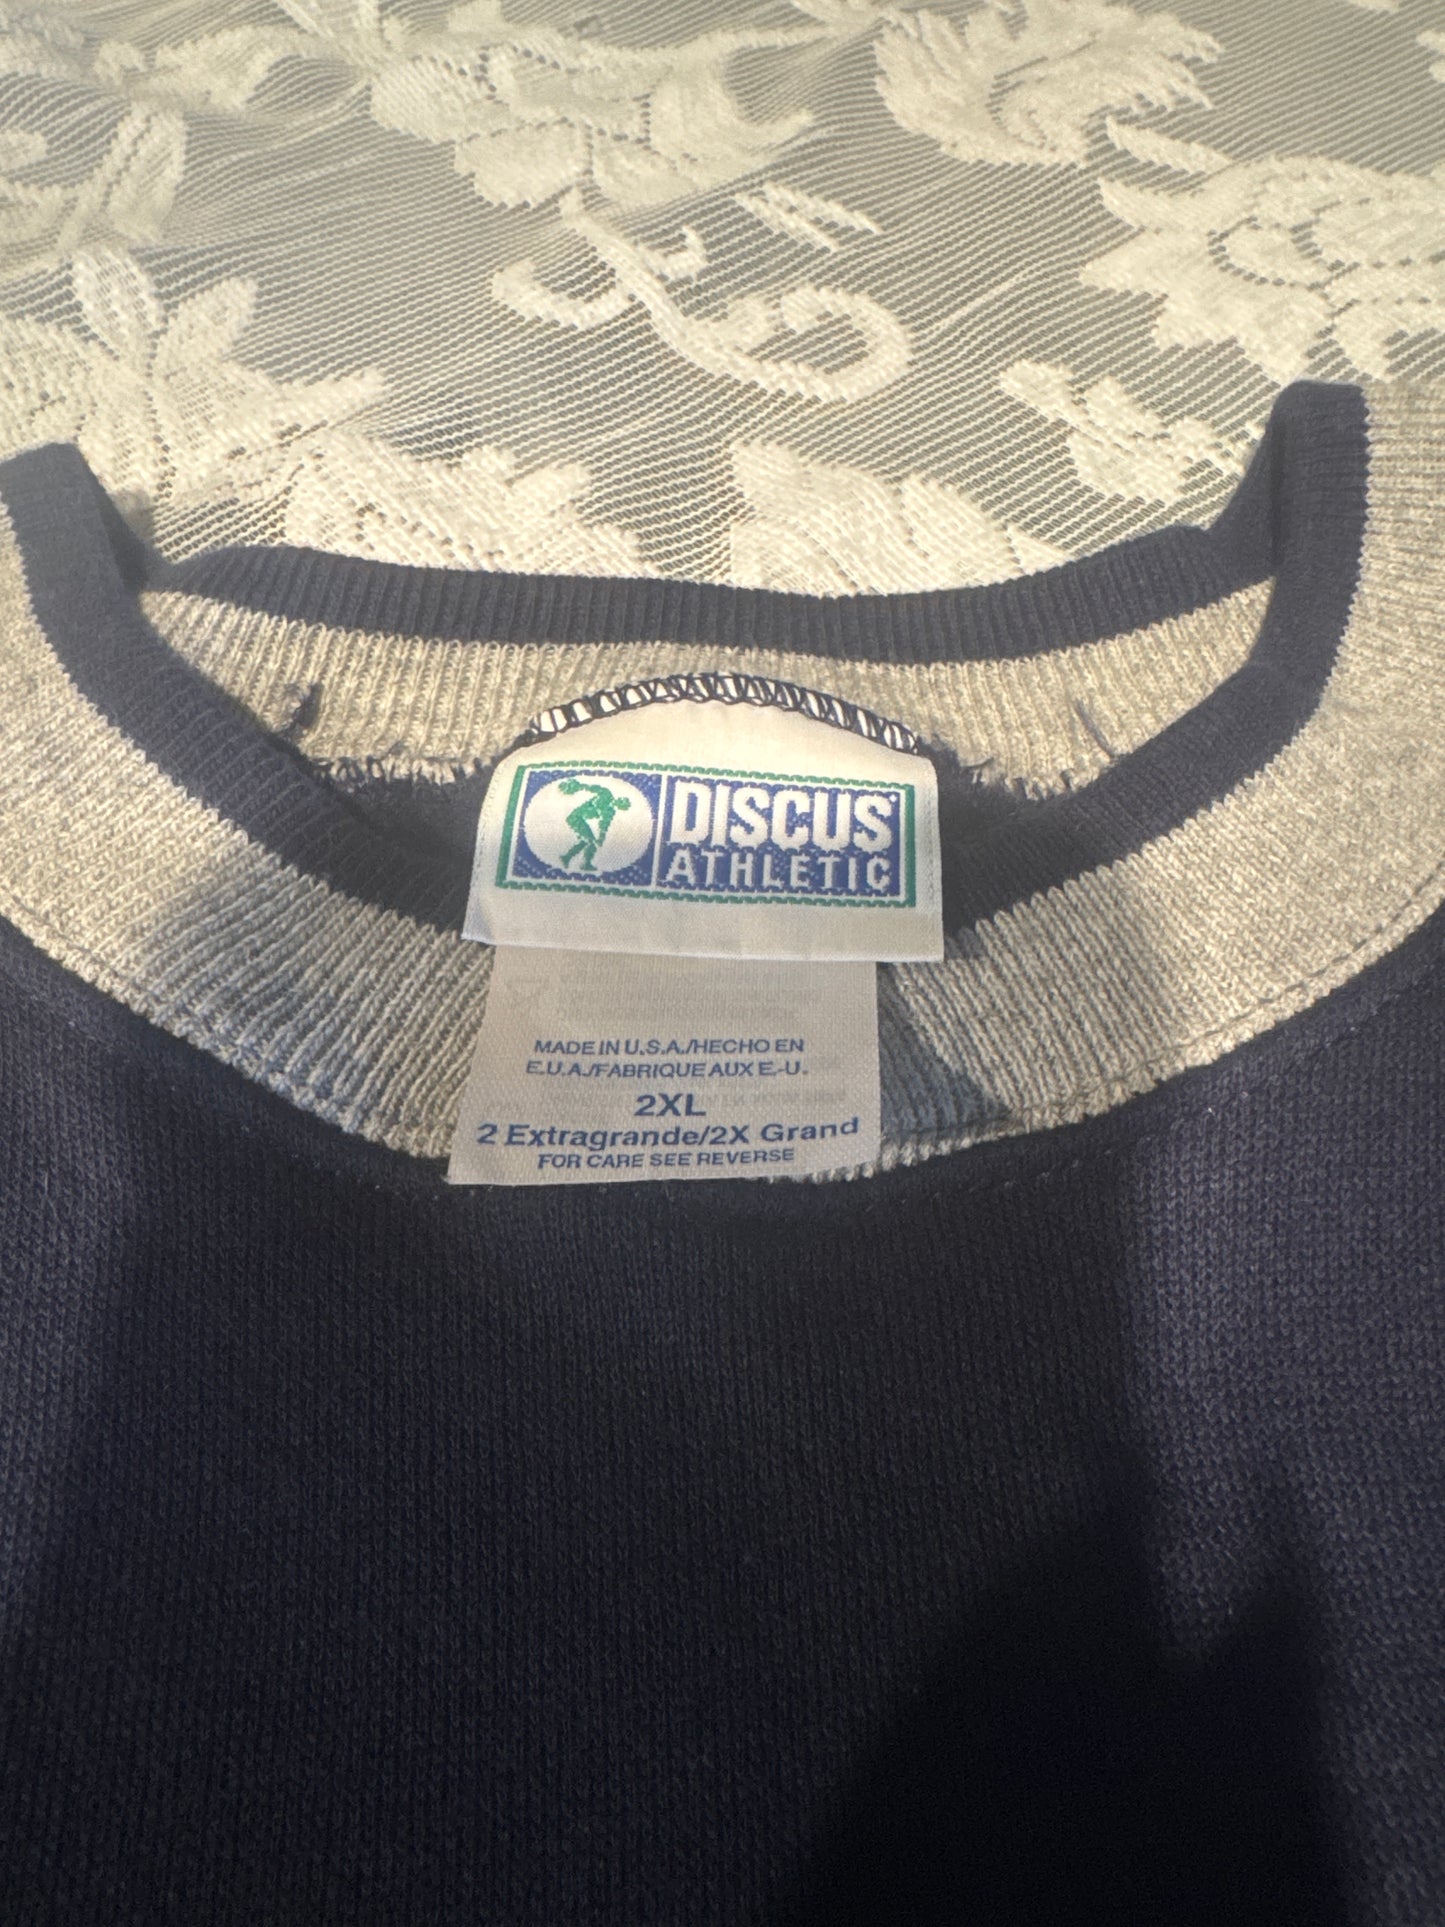 DISCUS
ATHLETIC
MADE IN U.S.A./HECHO EN
E.U.A./FABRIQUE AUX E.-U.
2XL
2 Extragrande/2X Grand
FOR CARE SEE REVERSE